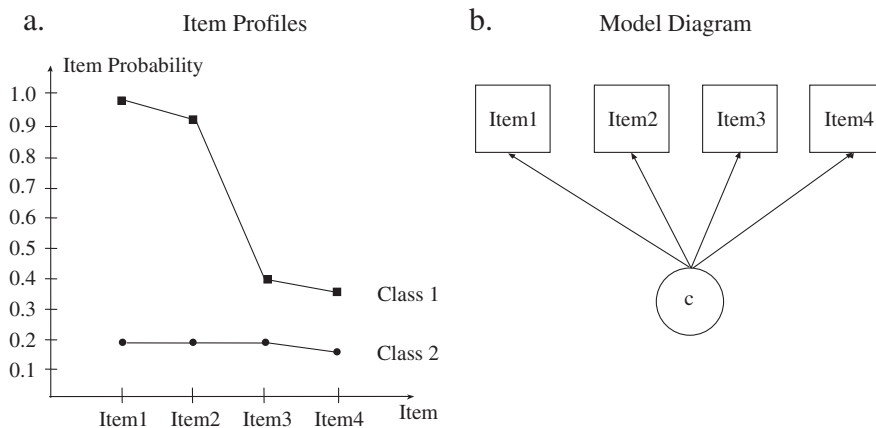 a. Item Profiles
Item Probability
1.0
0.9
0.8
0.7
0.6
0.5
0.4
0.3
0.2
0.1
Class 1
Class 2
Item1 Item2 Item3 Item4 Item
b. Model Diagram
Item1 Item2 Item3 Item4
c